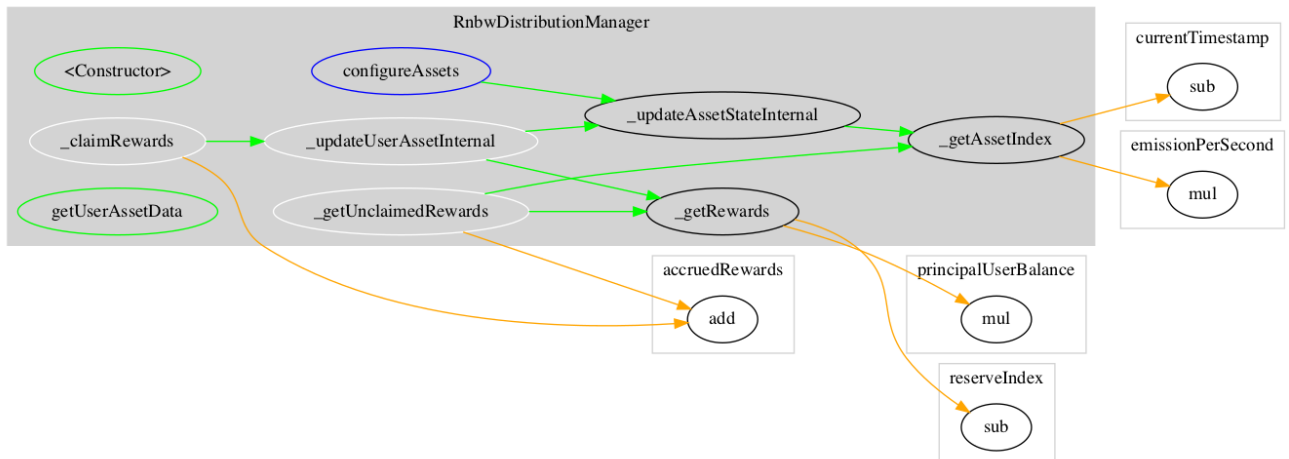 RnbwDistributionManager
<Constructor>
configureAssets
_claimRewards
_updateUserAssetInternal
_updateAssetStateInternal
_getAssetIndex
getUserAssetData
_getUnclaimedRewards
_getRewards
currentTimestamp
sub
emissionPerSecond
mul
accruedRewards
add
principalUserBalance
mul
reserveIndex
sub